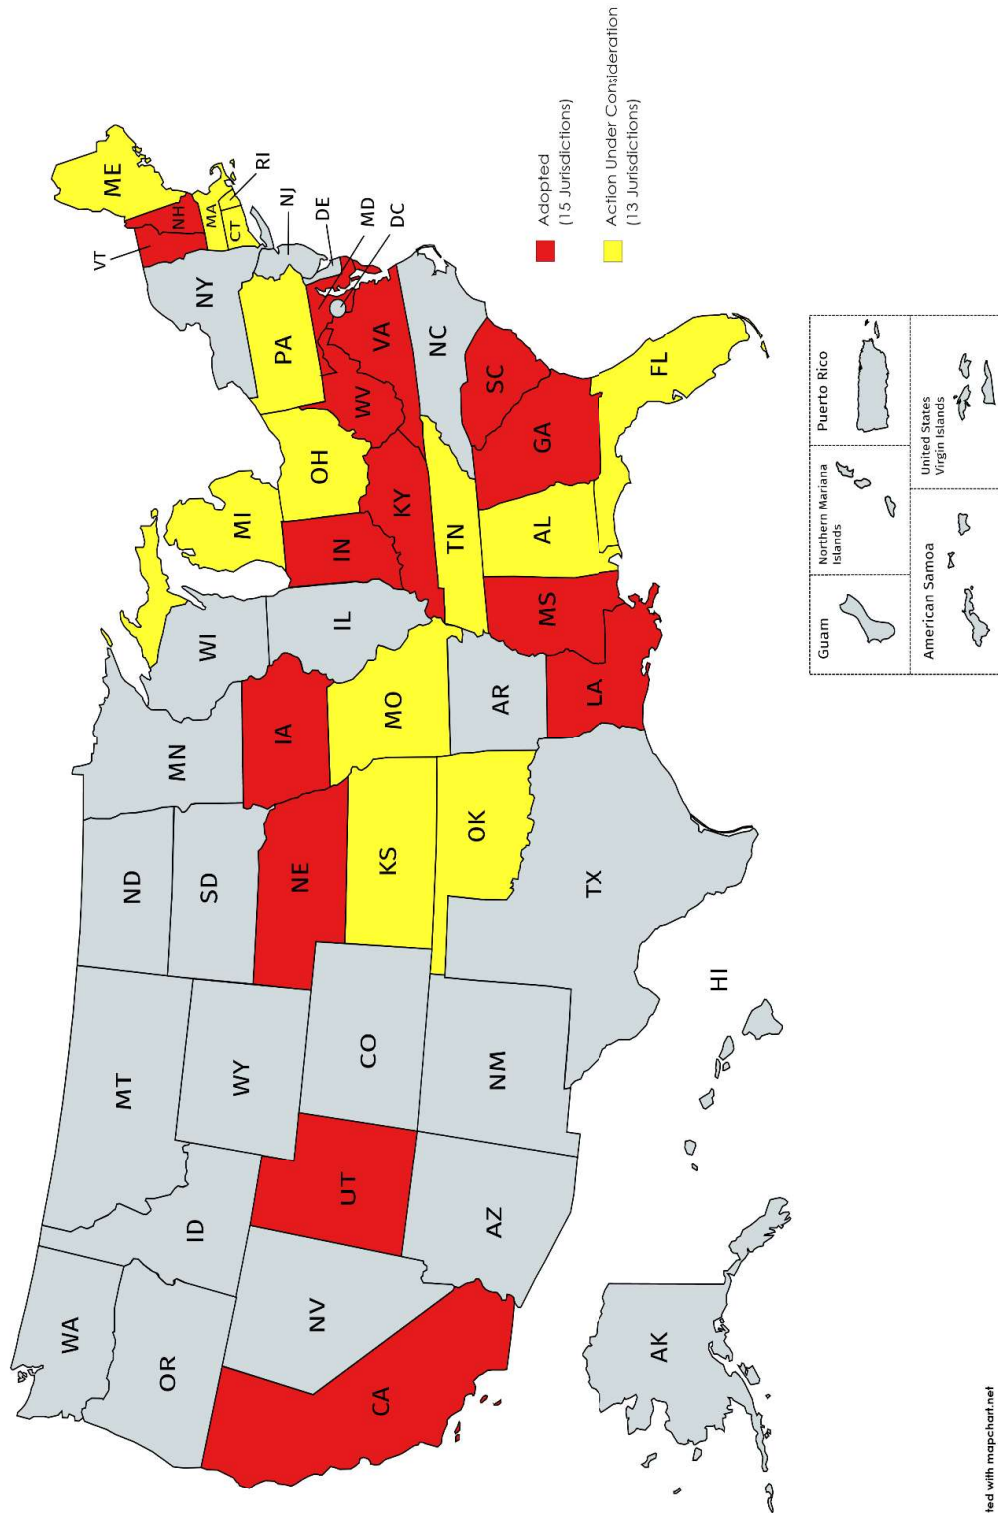 WA
OR
CA
NV
ID
MT
WY
UT
AZ
CO
NM
ND
SD
NE
KS
OK
TX
MN
IA
MO
AR
LA
WI
IL
MS
MI
IN
OH
KY
TN
AL
GA
FL
SC
NC
VA
WV
PA
NY
VT
NH
ME
MA
CT
RI
NJ
DE
MD
DC
AK
HI
Adopted
(15 Jurisdictions)
Action Under Consideration
(13 Jurisdictions)
Guam
Northern Mariana
Islands
Puerto Rico
American Samoa
United States
Virgin Islands
ted with mapchart.net